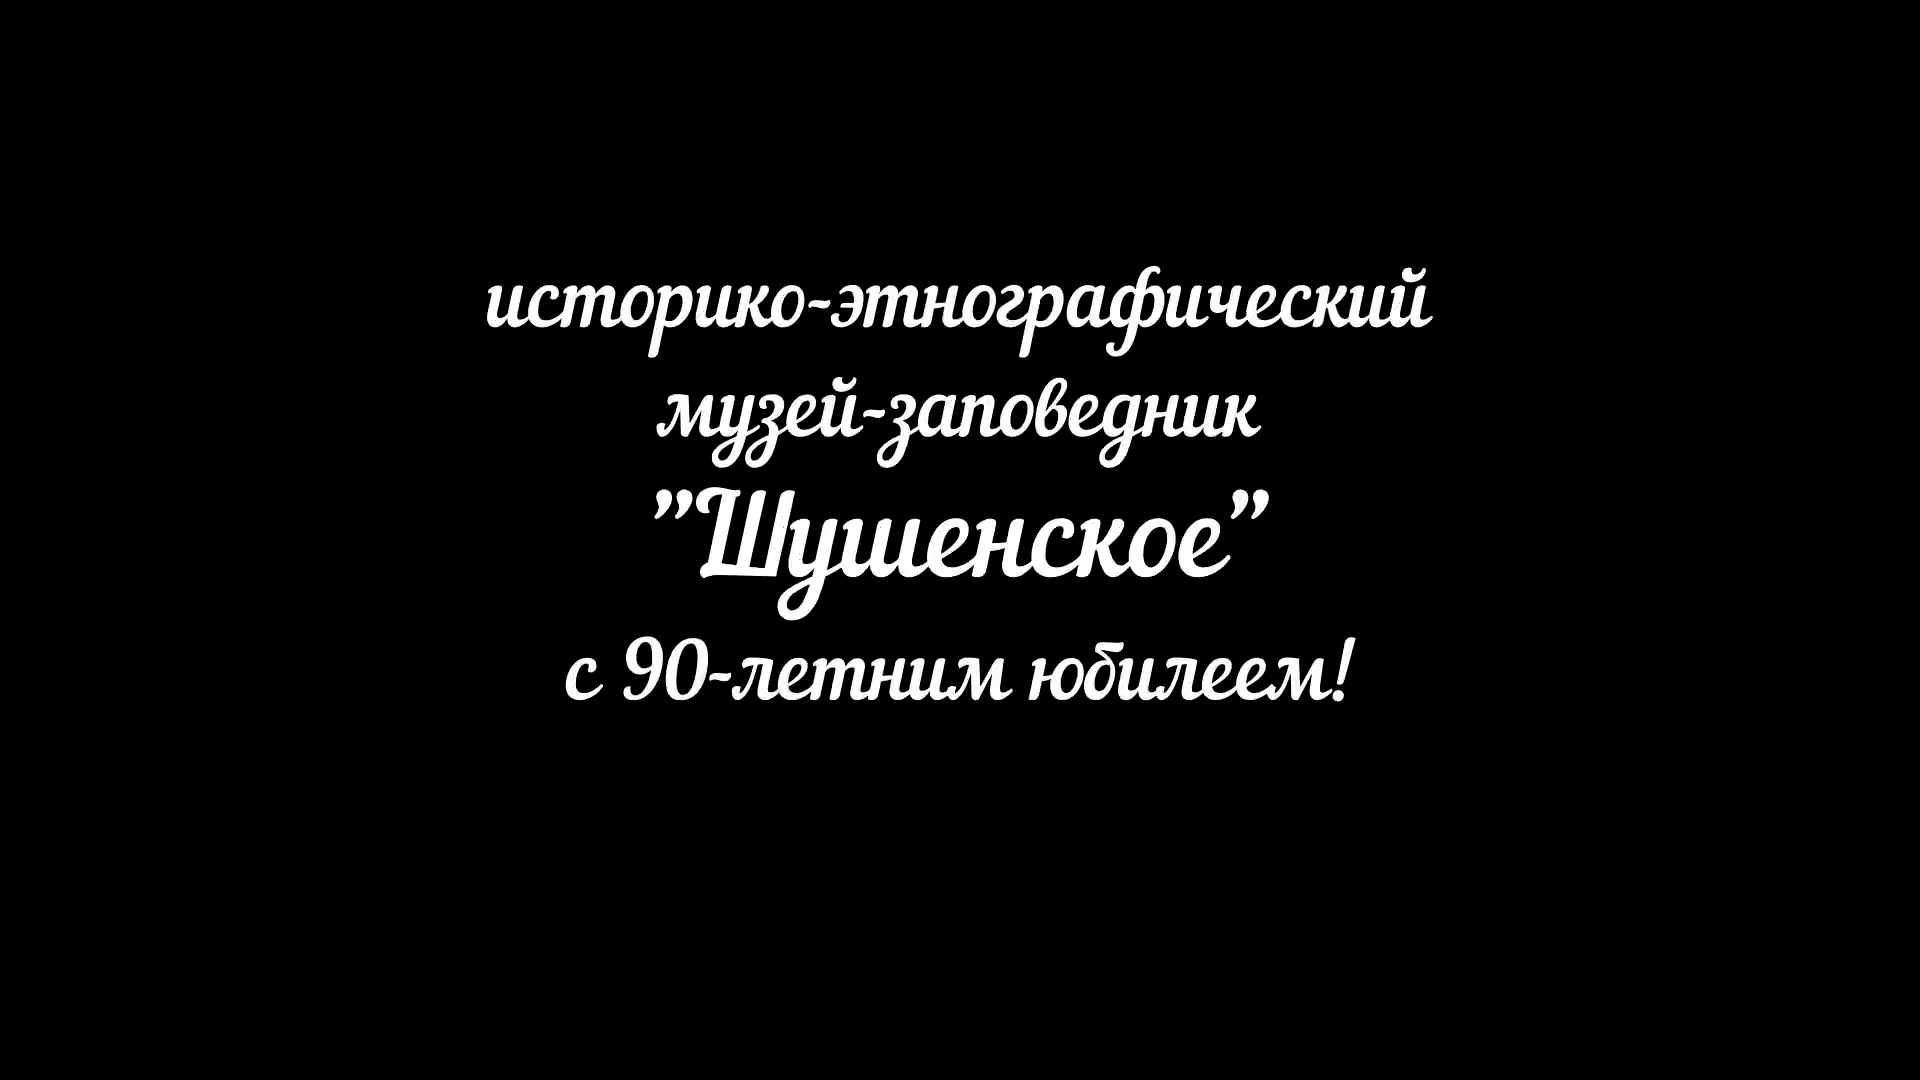 историко-этнографический
музей-заповедник
"Шушенское"
с 90-летним юбилеем!